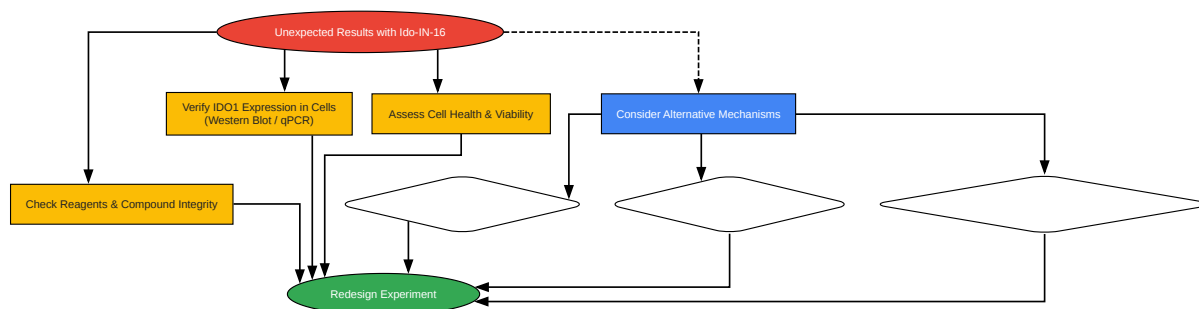 Unexpected Results with Ido-IN-16
Verify IDO1 Expression in Cells
(Western Blot / qPCR)
Assess Cell Health & Viability
Consider Alternative Mechanisms
Check Reagents & Compound Integrity
Redesign Experiment